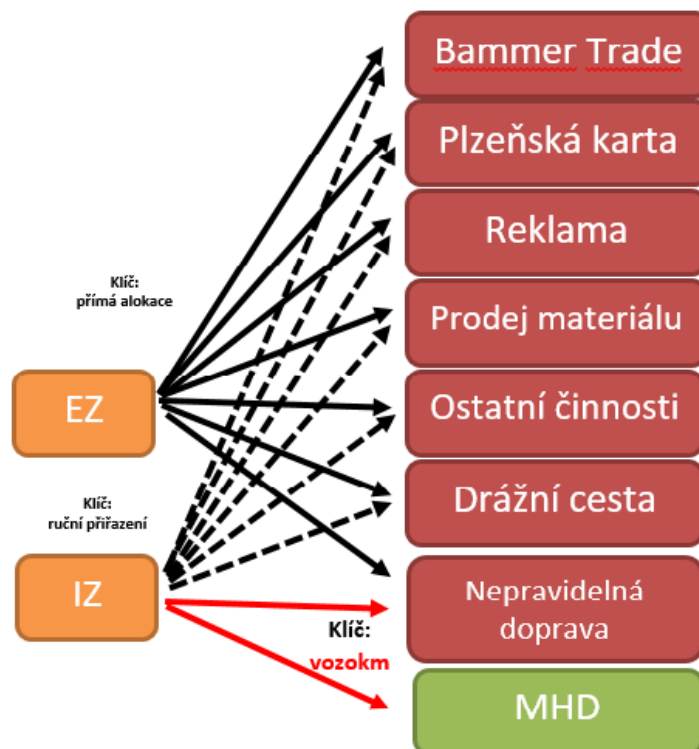 Bammer Trade
Plzeňská karta
Reklama
Klíč:
přímá alokace
Prodej materiálu
EZ
Ostatní činnosti
Klíč:
ruční přiřazení
Drážní cesta
IZ
Nepravidelná
doprava
Klíč:
vozokm
MHD